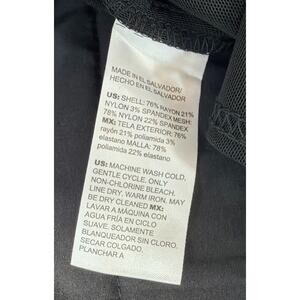 MADE IN EL SALVADOR/
HECHO EN EL SALVADOR
US: SHELL: 76% RAYON 21%
NYLON 3% SPANDEX MESH:
78% NYLON 22% SPANDEX
MX: TELA EXTERIOR: 76%
rayón 21% poliamida 3%
elastano MALLA: 78%
poliamida 22% elastano
US: MACHINE WASH COLD,
GENTLE CYCLE, ONLY
NON-CHLORINE BLEACH.
LINE DRY, WARM IRON. MAY
BE DRY CLEANED MX:
LAVAR A MÁQUINA CON
AGUA FRÍA EN CICLO
SUAVE. SOLAMENTE
BLANQUEADOR SIN CLORO.
SECAR COLGADO,
PLANCHAR A